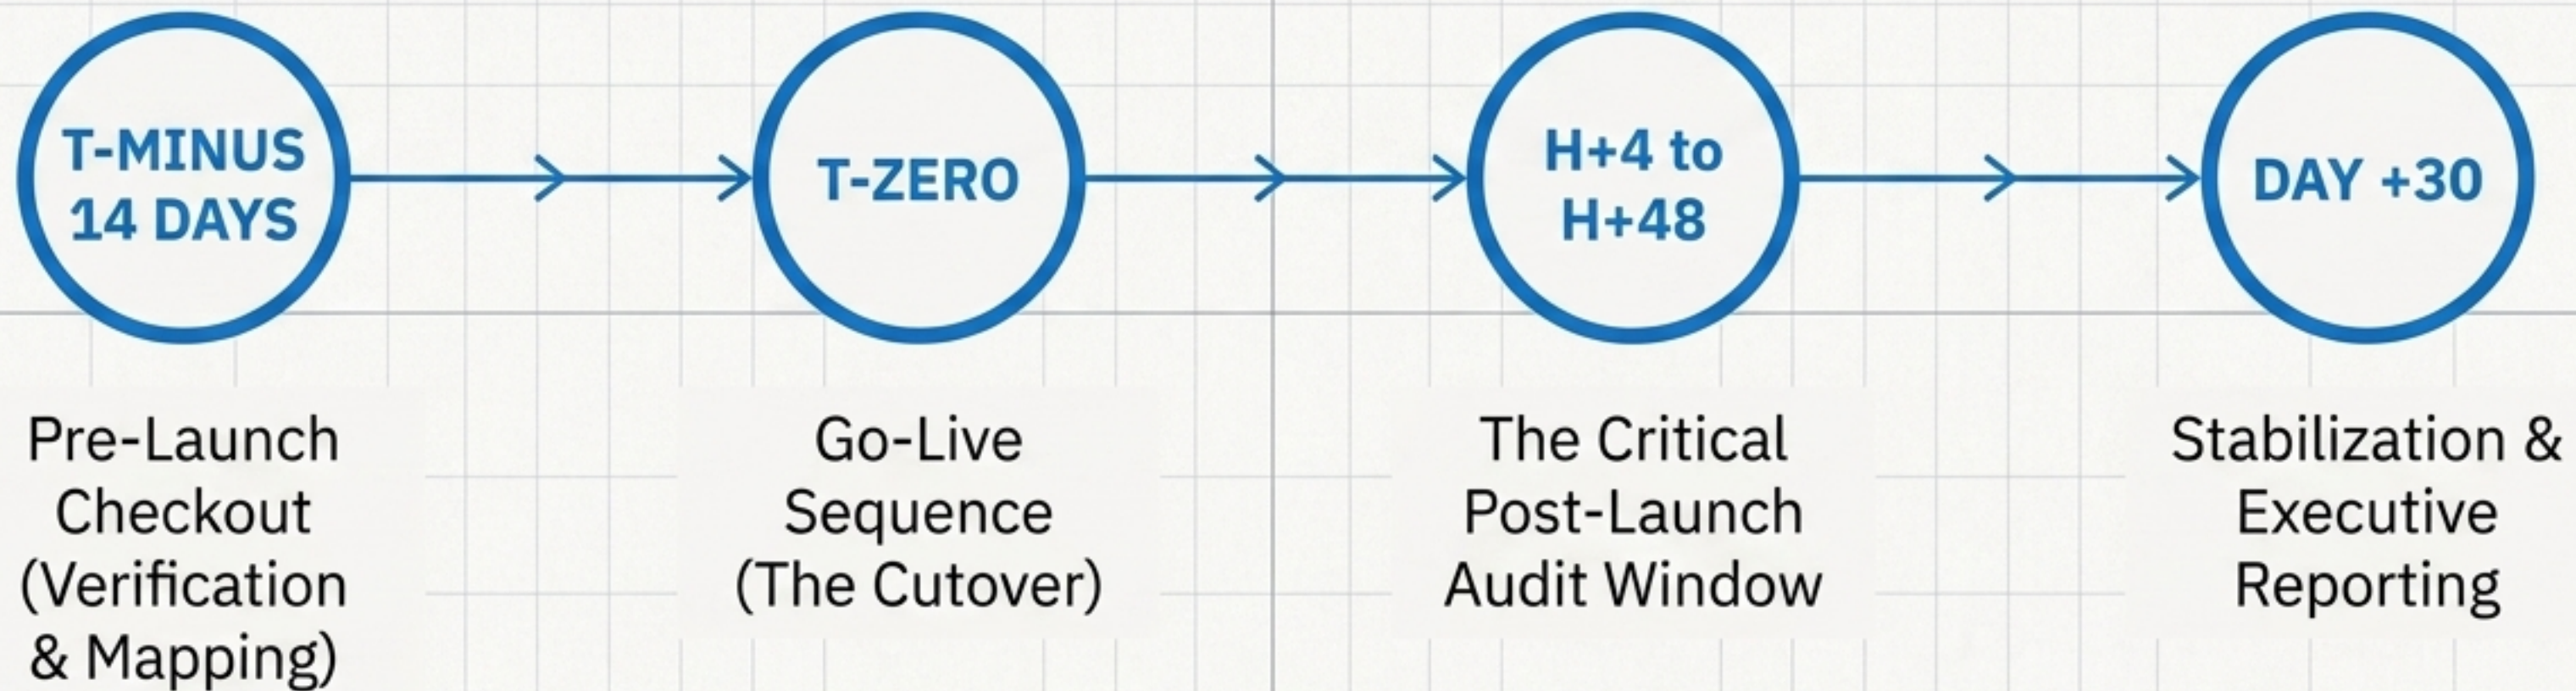 T-MINUS
14 DAYS
T-ZERO
H+4 to
H+48
DAY +30
Pre-Launch
Checkout
(Verification
& Mapping)
Go-Live
Sequence
(The Cutover)
The Critical
Post-Launch
Audit Window
Stabilization &
Executive
Reporting